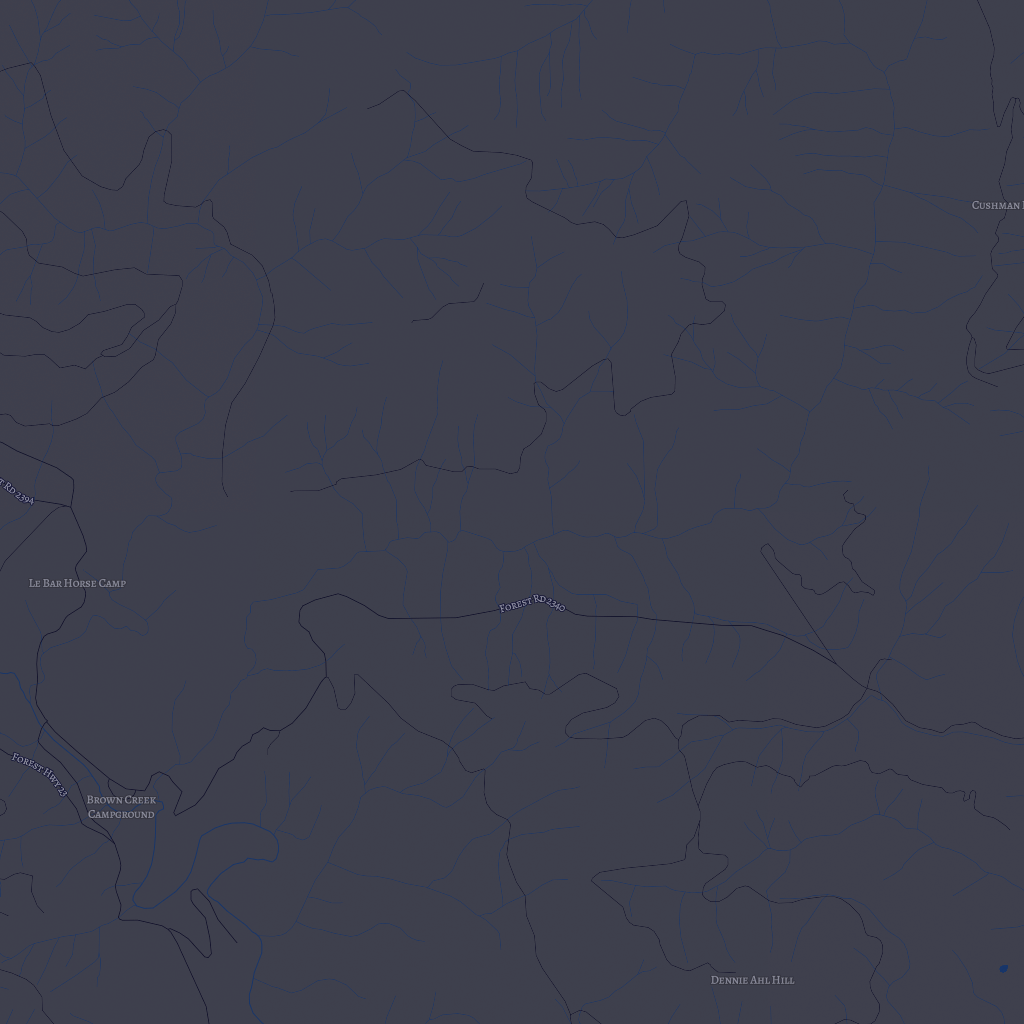 Cushman
t Rd 2394
Le Bar Horse Camp
Forest Rd 2340
Forest Hwy 23
Brown Creek
Campground
Dennie Ahl Hill